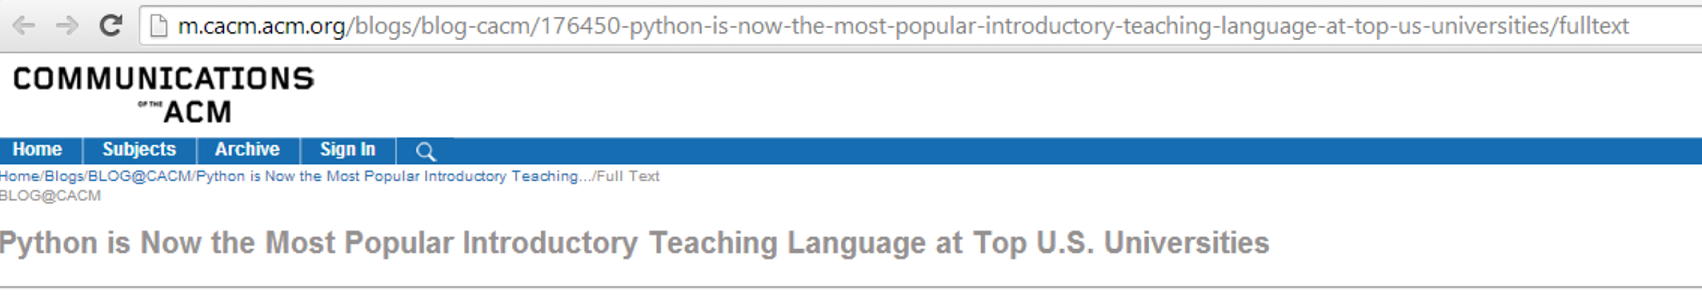 m.cacm.acm.org/blogs/blog-cacm/176450-python-is-now-the-most-popular-introductory-teaching-language-at-top-us-universities/fulltext
COMMUNICATIONS
OF THE ACM
Home Subjects Archive Sign In
Home/Blogs/BLOG@CACM/Python is Now the Most Popular Introductory Teaching.../Full Text
BLOG@CACM
Python is Now the Most Popular Introductory Teaching Language at Top U.S. Universities